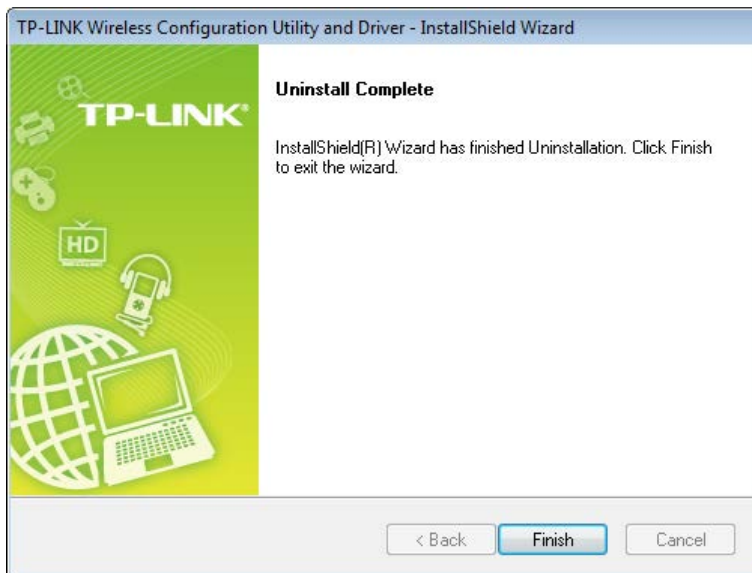 TP-LINK Wireless Configuration Utility and Driver - InstallShield Wizard
TP-LINK®
HD
Uninstall Complete
InstallShield(R) Wizard has finished Uninstallation. Click Finish
to exit the wizard.
< Back
Finish
Cancel